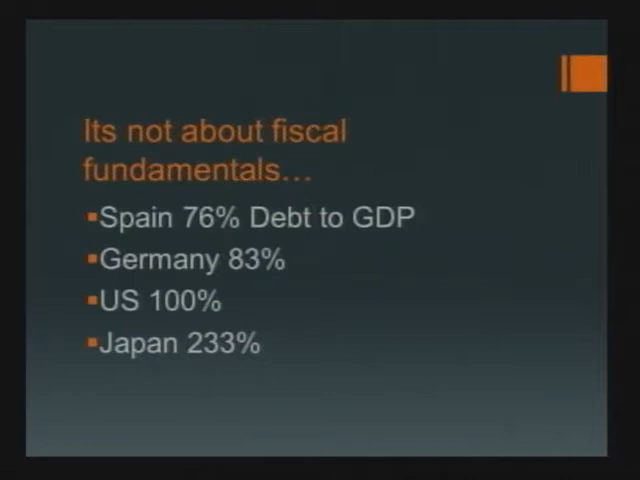 Its not about fiscal
fundamentals…
▪Spain 76% Debt to GDP
▪Germany 83%
▪US 100%
▪Japan 233%